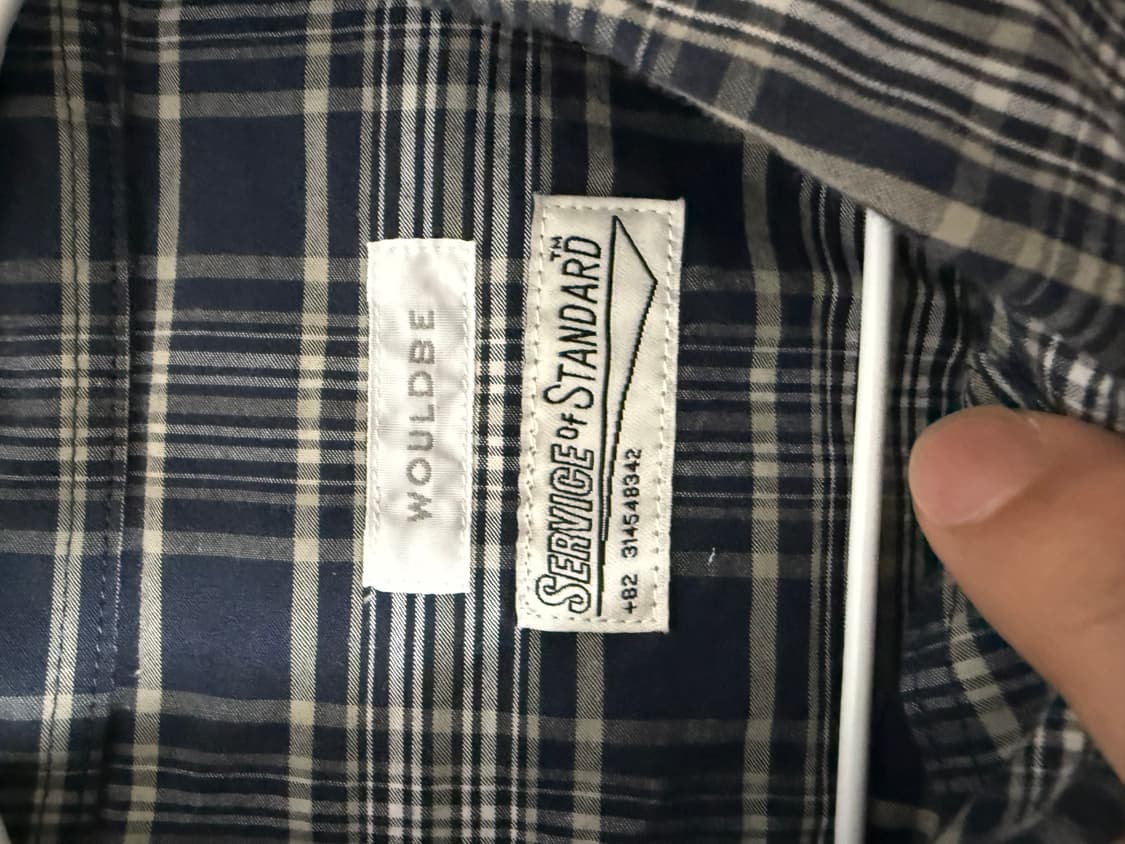 WOULDBE
SERVICE OF STANDARD™
+82 314548342